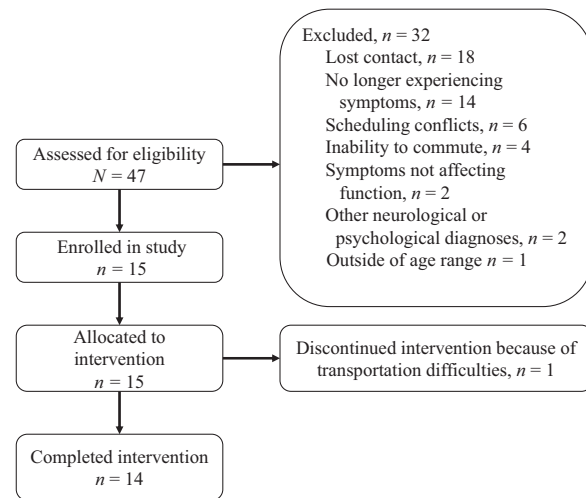 Excluded, n = 32
Lost contact, n = 18
No longer experiencing
symptoms, n = 14
Scheduling conflicts, n = 6
Inability to commute, n = 4
Symptoms not affecting
function, n = 2
Other neurological or
psychological diagnoses, n = 2
Outside of age range n = 1
Assessed for eligibility
N = 47
Enrolled in study
n = 15
Allocated to
intervention
n = 15
Discontinued intervention because of
transportation difficulties, n = 1
Completed intervention
n = 14